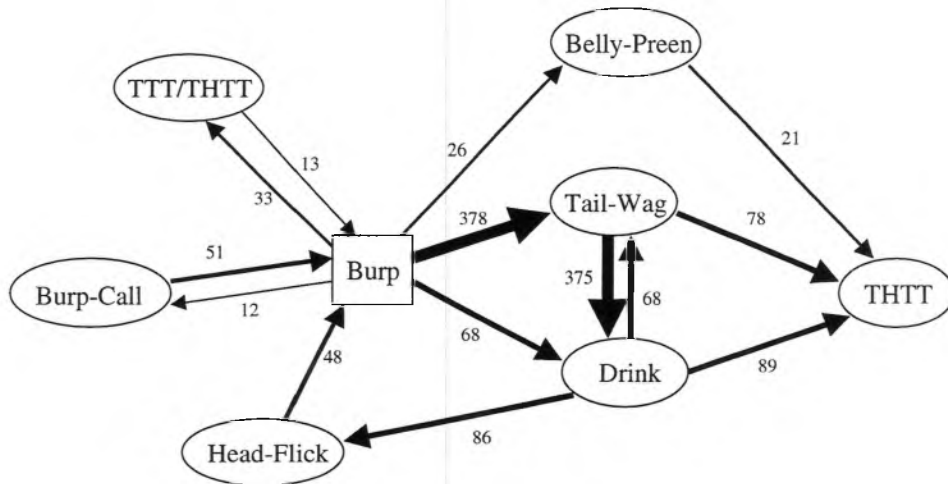 Belly-Preen
TTT/THTT
13
26
21
33
Tail-Wag
378
78
51
Burp
375
Burp-Call
12
68
68
THTT
48
Drink
89
86
Head-Flick